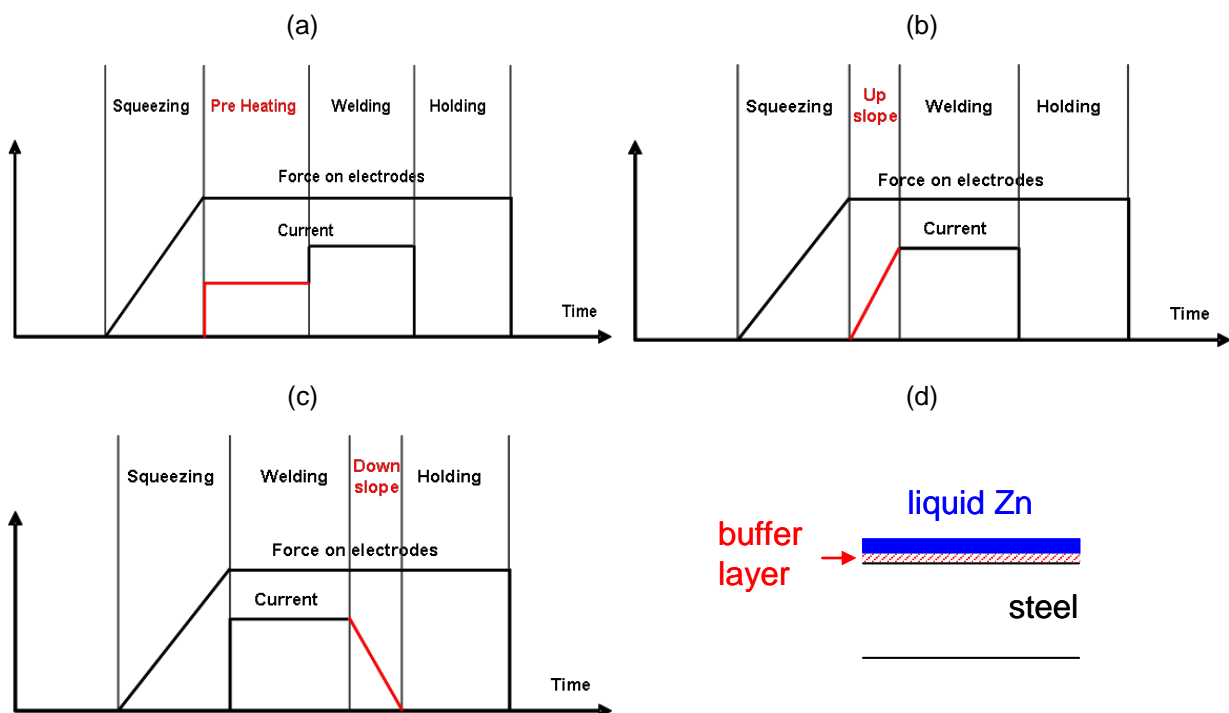 (a)
Squeezing Pre Heating Welding Holding
Force on electrodes
Current
Time
(b)
Squeezing Up slope Welding Holding
Force on electrodes
Current
Time
(c)
Squeezing Welding Down slope Holding
Force on electrodes
Current
Time
(d)
liquid Zn
buffer
layer
steel